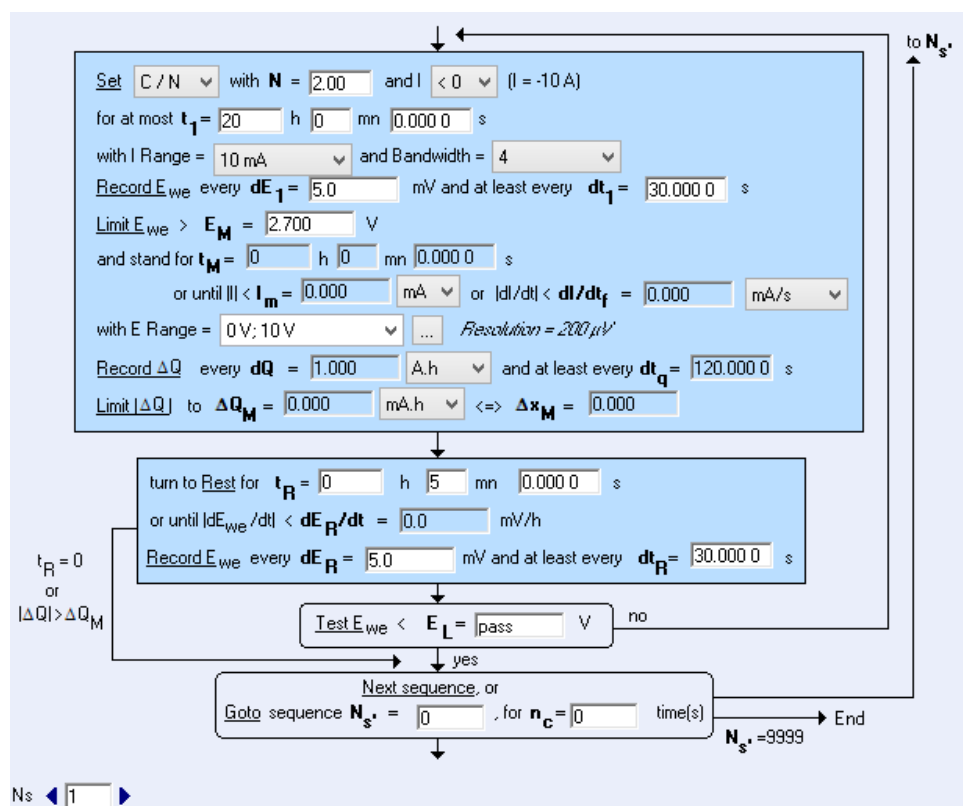 to Ns'
Set C / N with N = 2.00 and I < 0 (I = -10 A)
for at most t1 = 20 h 0 mn 0.000 0 s
with I Range = 10 mA and Bandwidth = 4
Record Ewe every dE1 = 5.0 mV and at least every dt1 = 30.000 0 s
Limit Ewe > EM = 2.700 V
and stand for tM = 0 h 0 mn 0.000 0 s
or until |I| < Im = 0.000 mA or |dI/dt| < dI/dtf = 0.000 mA/s
with E Range = 0 V; 10 V ... Resolution = 200 µV
Record ΔQ every dQ = 1.000 A.h and at least every dtq = 120.000 0 s
Limit |ΔQ| to ΔQM = 0.000 mA.h <=> ΔxM = 0.000
turn to Rest for tR = 0 h 5 mn 0.000 0 s
or until |dEwe/dt| < dER/dt = 0.0 mV/h
Record Ewe every dER = 5.0 mV and at least every dtR = 30.000 0 s
tR = 0
or
|ΔQ|>ΔQM
Test Ewe < EL = pass V
no
yes
Next sequence, or
Goto sequence Ns' = 0 , for nc = 0 time(s)
End
Ns' =9999
Ns 1